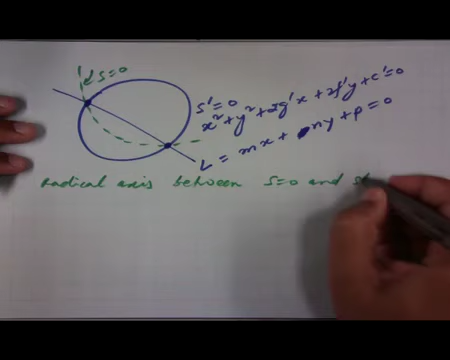 S=0
S'=0
x²+y²+2g'x+2f'y+c'=0
L = mx + ny + p = 0
radical axis between S=0 and S